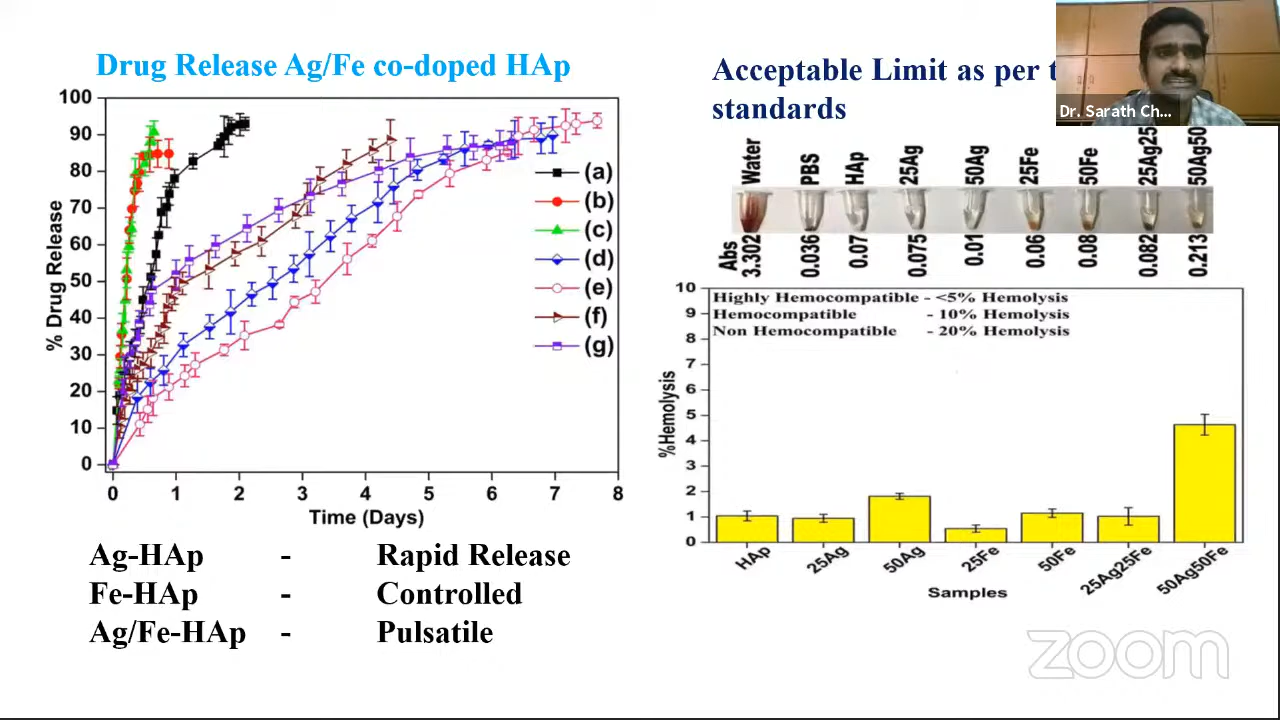 Drug Release Ag/Fe co-doped HAp
100
90
80
70
60
50
40
30
20
10
0
% Drug Release
0 1 2 3 4 5 6 7 8
Time (Days)
(a)
(b)
(c)
(d)
(e)
(f)
(g)
Ag-HAp - Rapid Release
Fe-HAp - Controlled
Ag/Fe-HAp - Pulsatile
Acceptable Limit as per
standards
Dr. Sarath Ch...
Water PBS HAp 25Ag 50Ag 25Fe 50Fe 25Ag25 50Ag50
Abs 3.302 0.036 0.07 0.075 0.01 0.06 0.08 0.082 0.213
10
9
8
7
6
5
4
3
2
1
0
%Hemolysis
Highly Hemocompatible - <5% Hemolysis
Hemocompatible - 10% Hemolysis
Non Hemocompatible - 20% Hemolysis
HAp 25Ag 50Ag 25Fe 50Fe 25Ag25Fe 50Ag50Fe
Samples
zoom